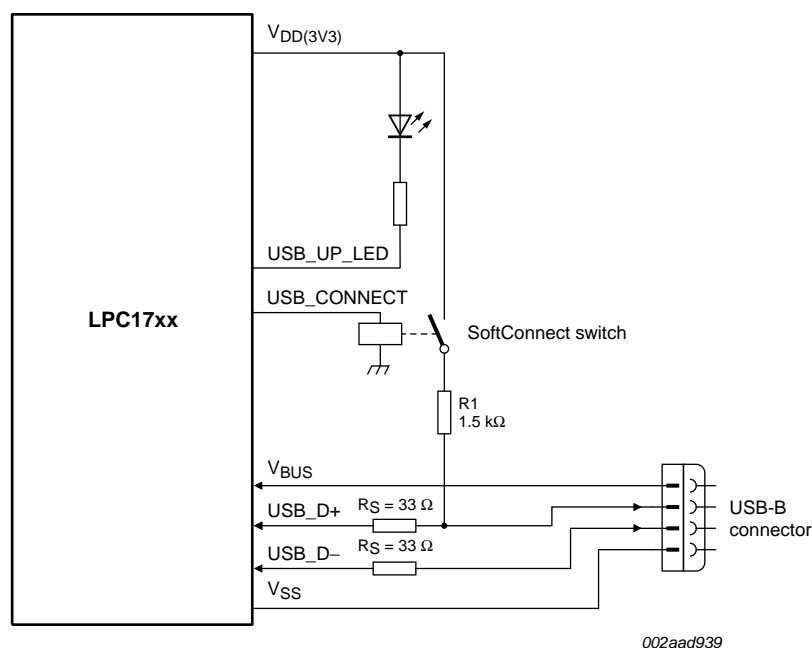 VDD(3V3)
USB_UP_LED
LPC17xx
USB_CONNECT
SoftConnect switch
R1
1.5 kΩ
VBUS
USB_D+
RS = 33 Ω
USB-B
connector
USB_D−
RS = 33 Ω
VSS
002aad939